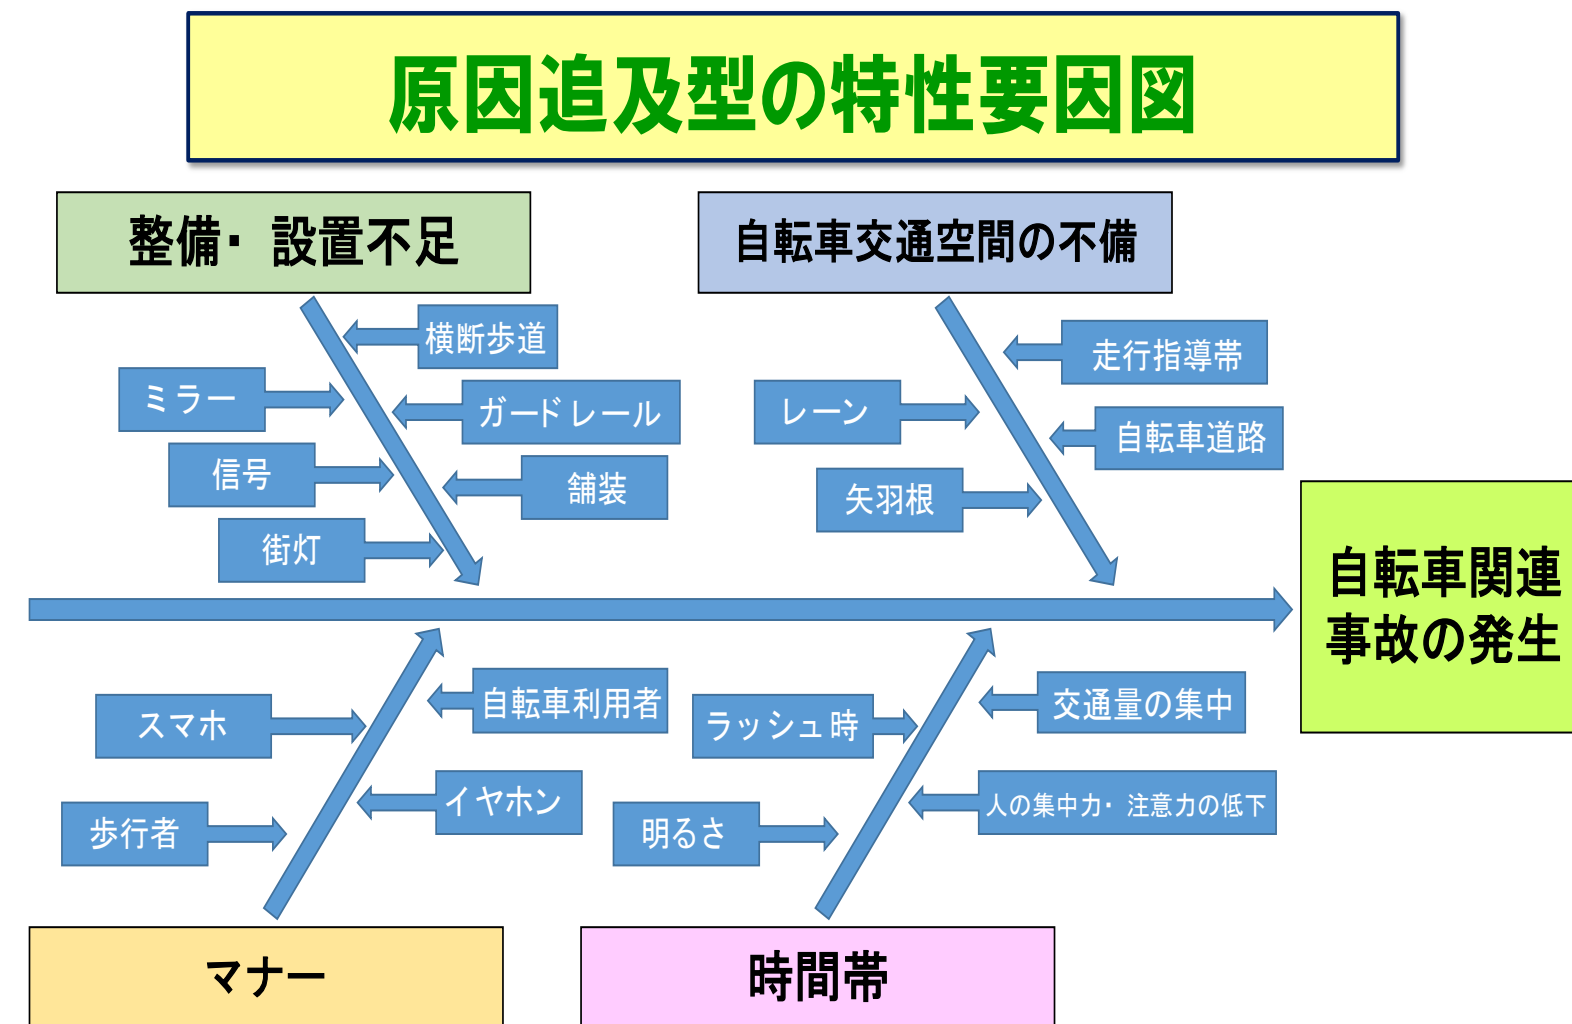 原因追及型の特性要因図
整備・設置不足
自転車交通空間の不備
横断歩道
ミラー
ガードレール
信号
舗装
街灯
走行指導帯
レーン
自転車道路
矢羽根
自転車関連
事故の発生
自転車利用者
スマホ
イヤホン
歩行者
交通量の集中
ラッシュ時
人の集中力・注意力の低下
明るさ
マナー
時間帯